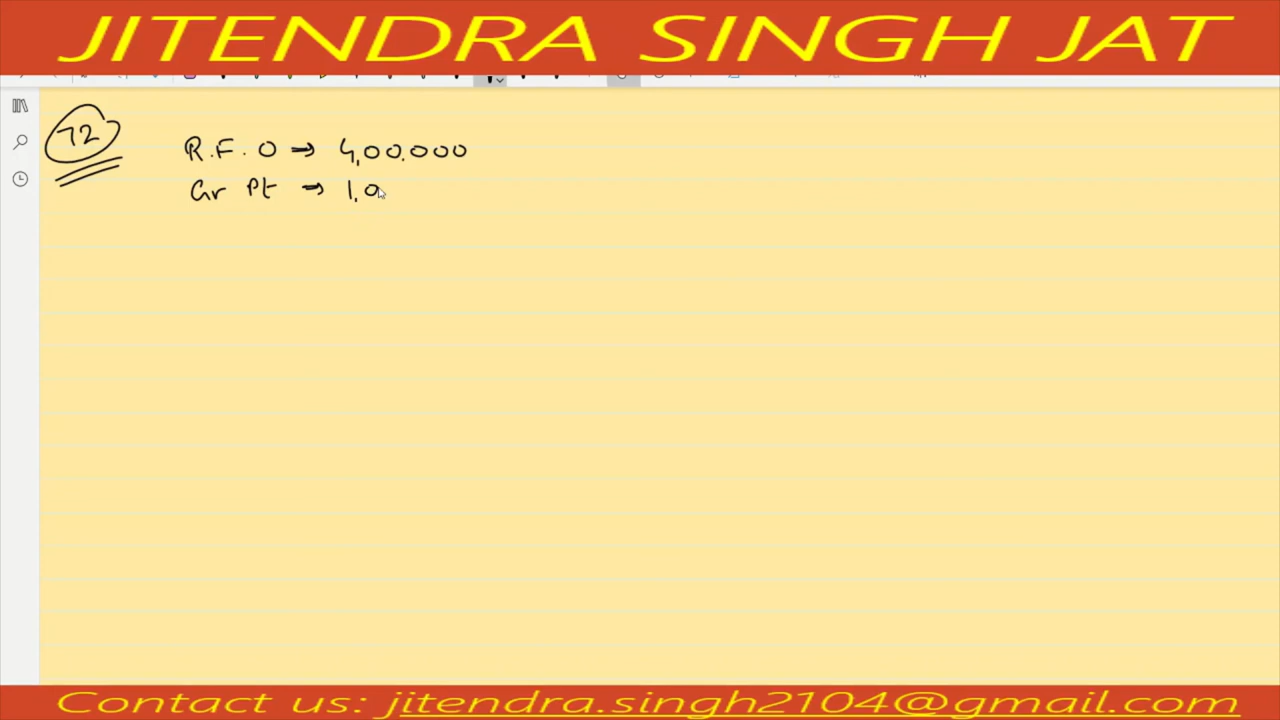 JITENDRA SINGH JAT
72
R.F.O → 4,00,000
Gr Pt → 1,0
Contact us: jitendra.singh2104@gmail.com